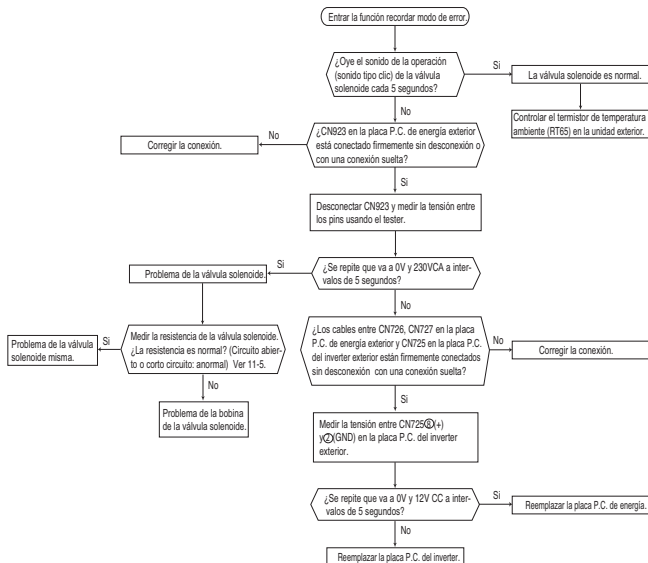 Entrar la función recordar modo de error.
¿Oye el sonido de la operación
(sonido tipo clic) de la válvula
solenoide cada 5 segundos?
Si
La válvula solenoide es normal.
Controlar el termistor de temperatura
ambiente (RT65) en la unidad exterior.
No
¿CN923 en la placa P.C. de energía exterior
está conectado firmemente sin desconexión o
con una conexión suelta?
No
Corregir la conexión.
Si
Desconectar CN923 y medir la tensión entre
los pins usando el tester.
¿Se repite que va a 0V y 230VCA a inter-
valos de 5 segundos?
Si
Problema de la válvula solenoide.
Medir la resistencia de la válvula solenoide.
¿La resistencia es normal? (Circuito abier-
to o corto circuito: anormal) Ver 11-5.
Si
Problema de la válvula
solenoide misma.
No
Problema de la bobina
de la válvula solenoide.
No
¿Los cables entre CN726, CN727 en la placa
P.C. de energía exterior y CN725 en la placa P.C.
del inverter exterior están firmemente conectados
sin desconexión con una conexión suelta?
No
Corregir la conexión.
Si
Medir la tensión entre CN725⑧(+)
y②(GND) en la placa P.C. del inverter
exterior.
¿Se repite que va a 0V y 12V CC a inter-
valos de 5 segundos?
Si
Reemplazar la placa P.C. de energía.
No
Reemplazar la placa P.C. del inverter.